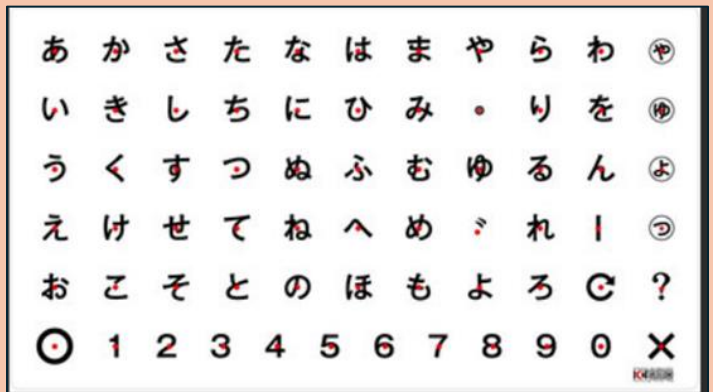 あ か さ た な は ま や ら わ ㋳
い き し ち に ひ み ・ り を ゆ
う く す つ ぬ ふ む ゆ る ん よ
え け せ て ね へ め ゛ れ ー っ
お こ そ と の ほ も よ ろ ?
1 2 3 4 5 6 7 8 9 0 ×